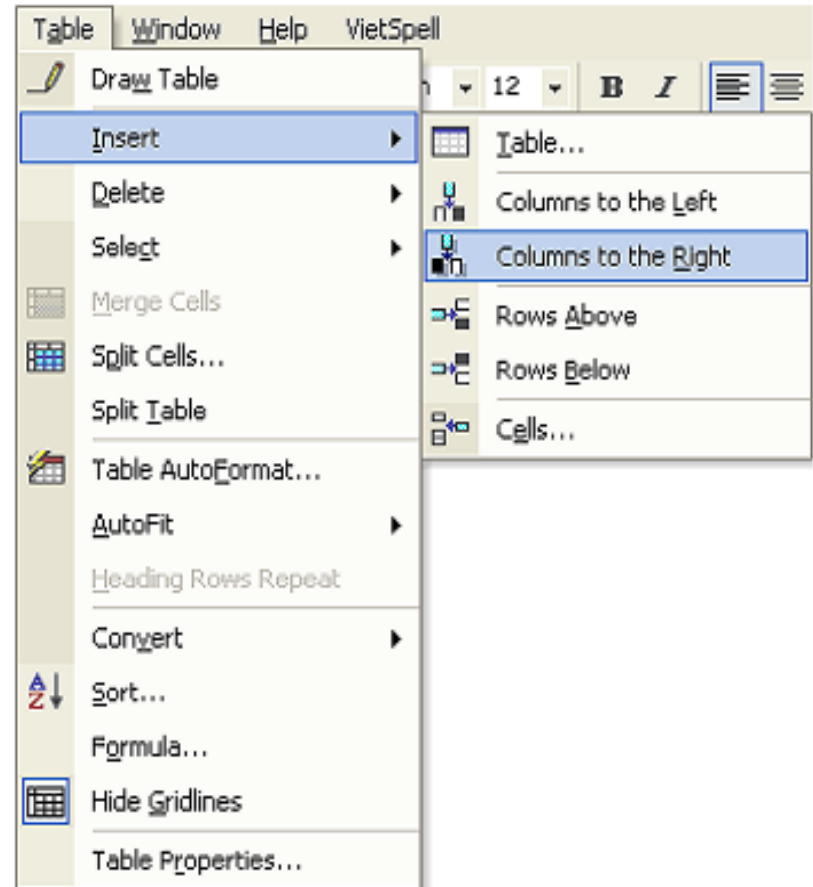 Table Window Help VietSpell
Draw Table
12 B I
Insert
Table...
Delete
Columns to the Left
Select
Columns to the Right
Merge Cells
Rows Above
Split Cells...
Rows Below
Split Table
Cells...
Table AutoFormat...
AutoFit
Heading Rows Repeat
Convert
Sort...
Formula...
Hide Gridlines
Table Properties...